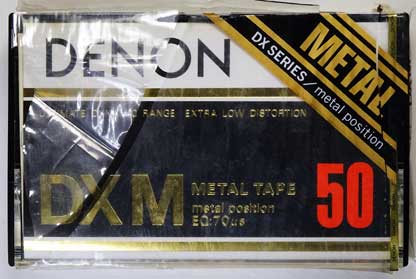 DENON
METAL
DX SERIES / metal position
RANGE EXTRA LOW DISTORTION
DXM METAL TAPE
metal position
EQ:70µs
50